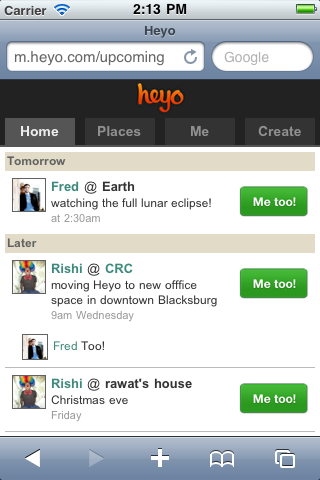 Carrier 2:13 PM
Heyo
m.heyo.com/upcoming Google
heyo
Home Places Me Create
Tomorrow
Fred @ Earth
watching the full lunar eclipse!
at 2:30am
Me too!
Later
Rishi @ CRC
moving Heyo to new offfice
space in downtown Blacksburg
9am Wednesday
Me too!
Fred Too!
Rishi @ rawat's house
Christmas eve
Friday
Me too!